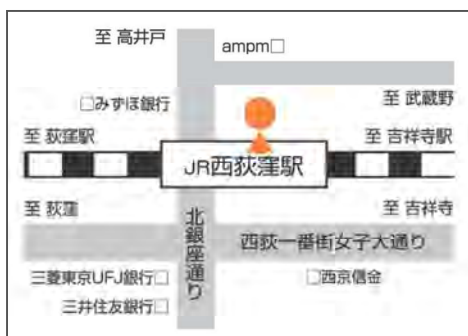 至 高井戸
ampm□
□みずほ銀行
至 武蔵野
至 荻窪駅
至 吉祥寺駅
JR西荻窪駅
至 荻窪
至 吉祥寺
北銀座通り
西荻一番街女子大通り
三菱東京UFJ銀行□
□西京信金
三井住友銀行□